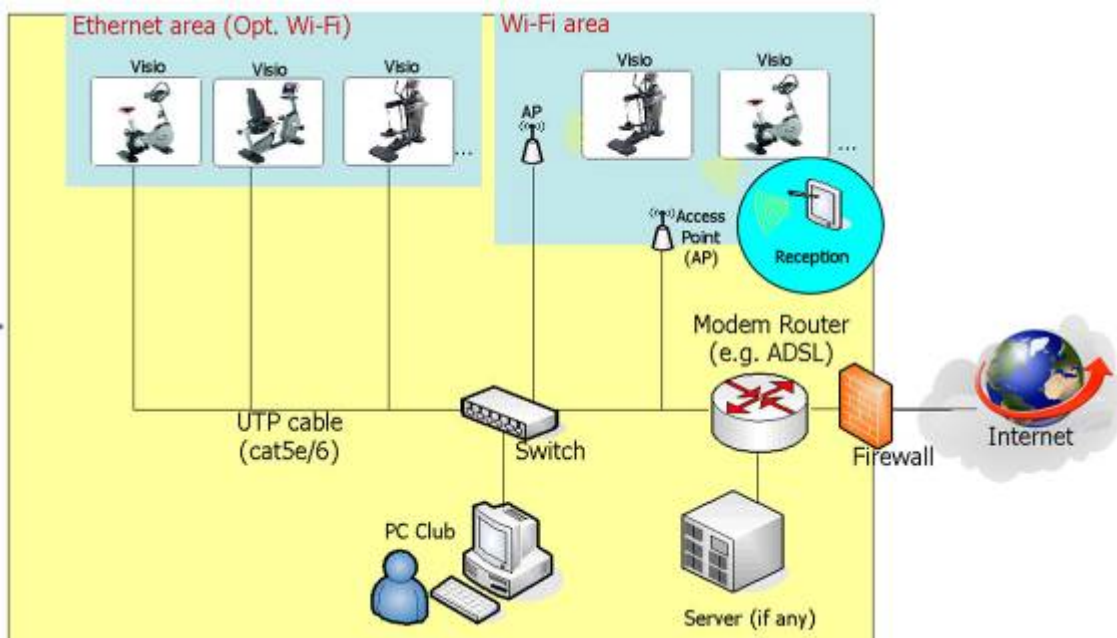 Ethernet area (Opt. Wi-Fi)
Wi-Fi area
Visio
Visio
Visio
Visio
Visio
...
...
AP
Access
Point
(AP)
Reception
Modem Router
(e.g. ADSL)
UTP cable
(cat5e/6)
Switch
Firewall
Internet
PC Club
Server (if any)